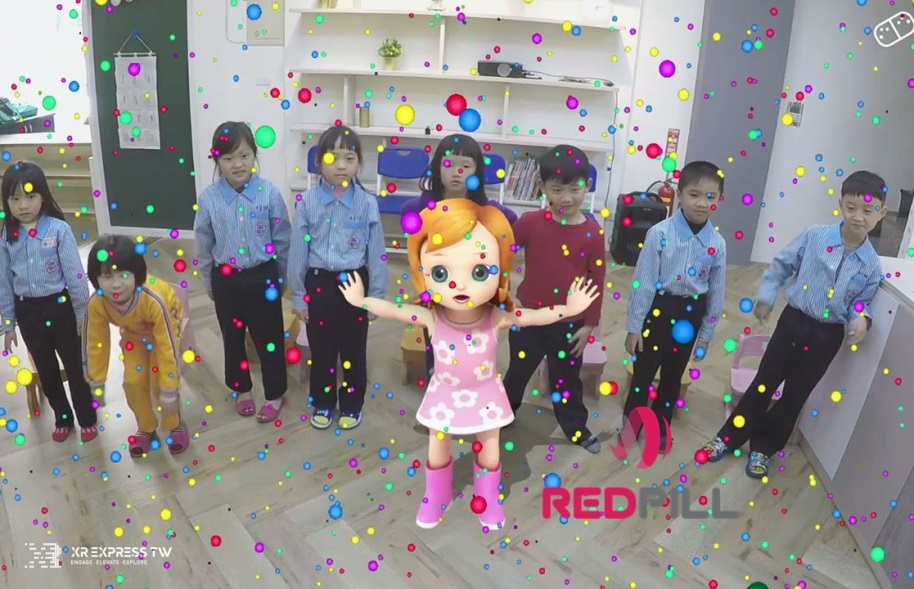 REDPILL
XR EXPRESS TW
ENGAGE · ELEVATE · EXPLORE